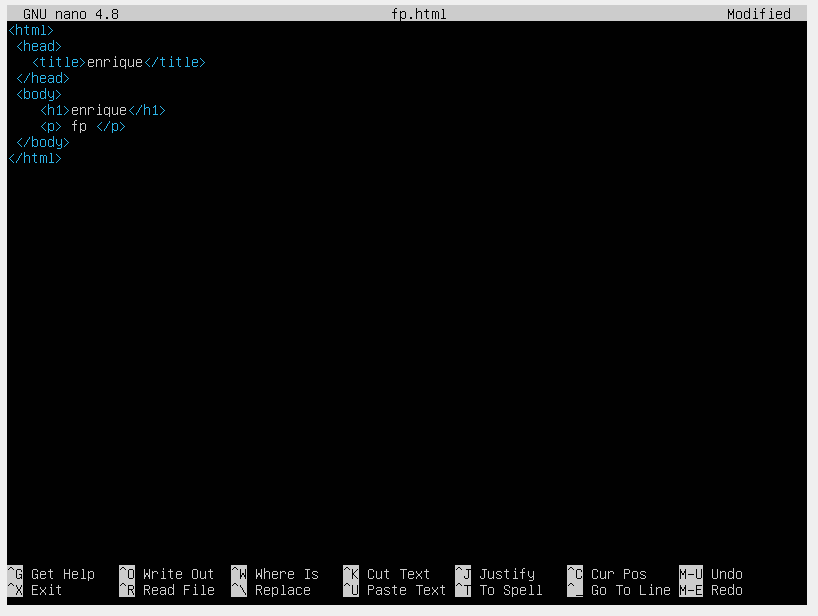 GNU nano 4.8 fp.html Modified
<html>
<head>
<title>enrique</title>
</head>
<body>
<h1>enrique</h1>
<p> fp </p>
</body>
</html>
^G Get Help ^O Write Out ^W Where Is ^K Cut Text ^J Justify ^C Cur Pos M-U Undo
^X Exit ^R Read File ^\ Replace ^U Paste Text ^T To Spell ^_ Go To Line M-E Redo